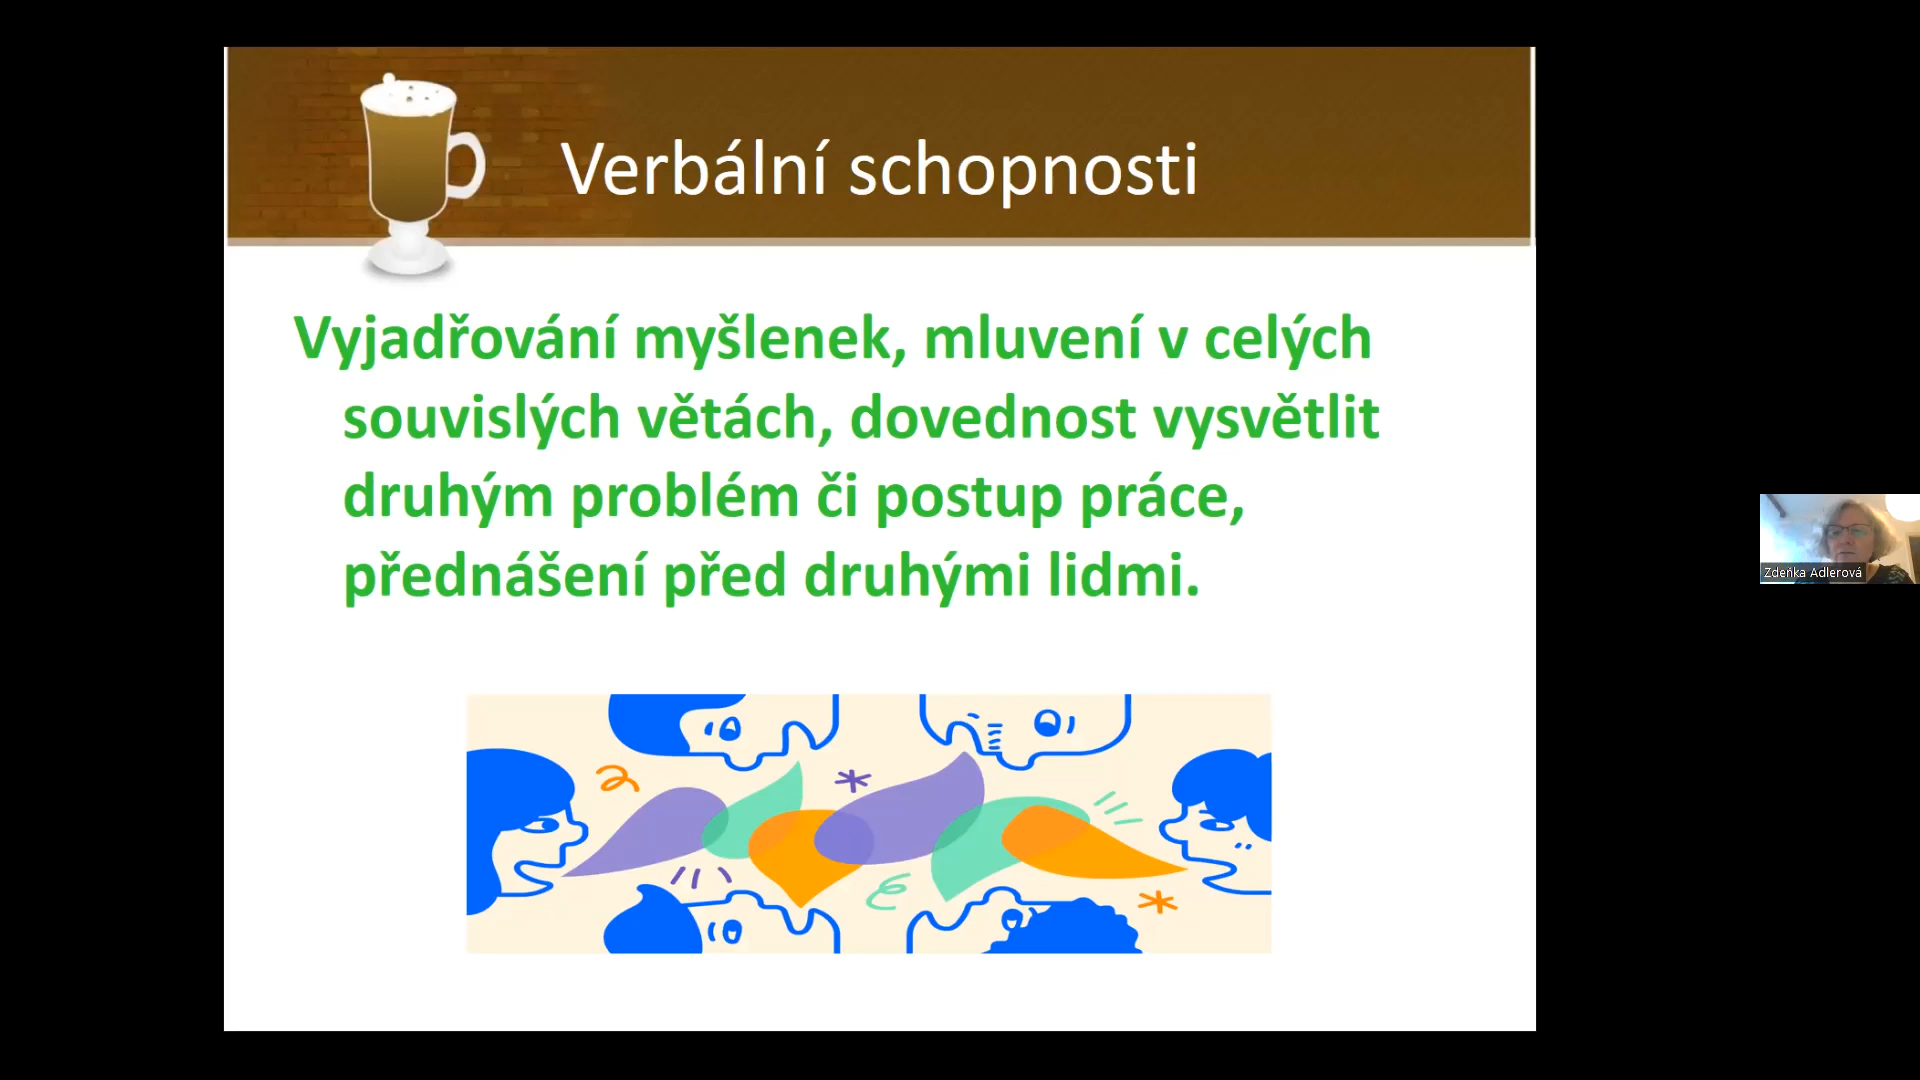 Verbální schopnosti
Vyjadřování myšlenek, mluvení v celých
souvislých větách, dovednost vysvětlit
druhým problém či postup práce,
přednášení před druhými lidmi.
Zdeňka Adlerová